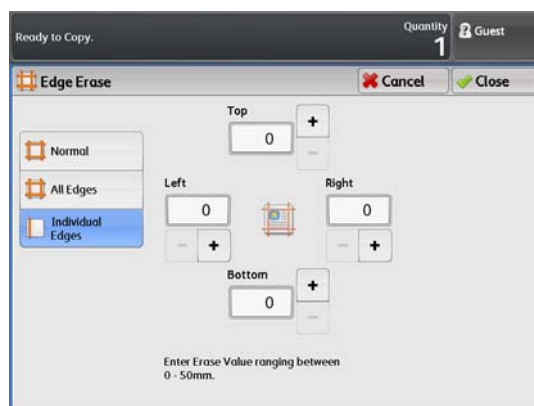 Ready to Copy.
Quantity
1
Guest
Edge Erase
Cancel
Close
Normal
All Edges
Individual
Edges
Top
0
+
−
Left
0
−
+
Right
0
−
+
Bottom
0
+
−
Enter Erase Value ranging between
0 - 50mm.